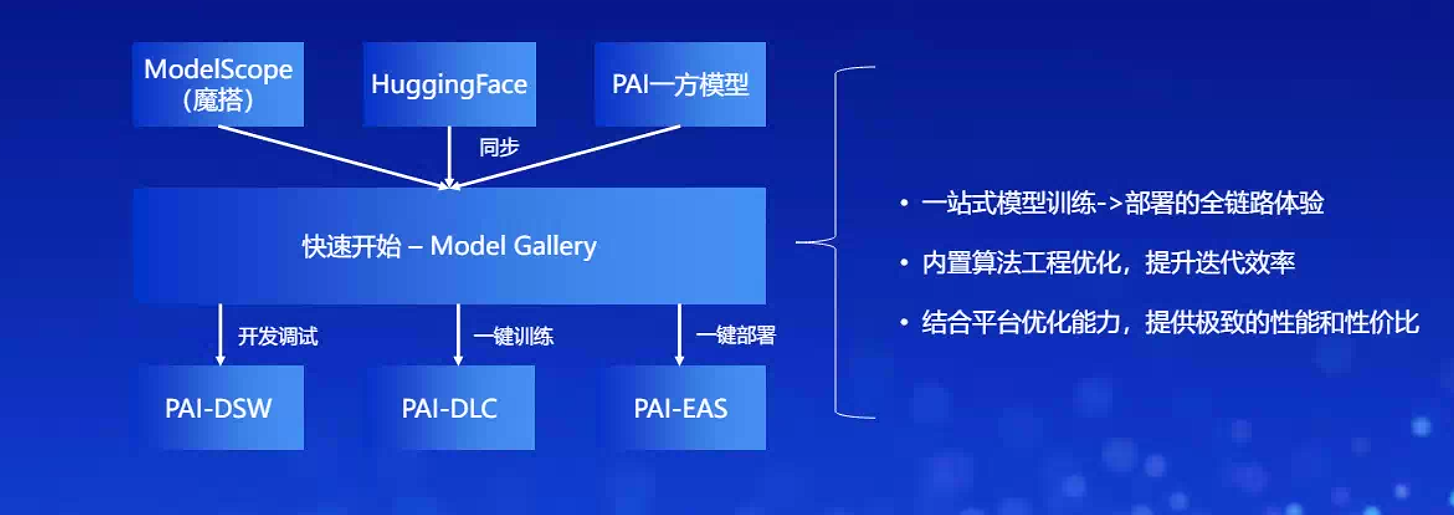 ModelScope
（魔搭）
HuggingFace
PAI一方模型
同步
快速开始 – Model Gallery
开发调试
一键训练
一键部署
PAI-DSW
PAI-DLC
PAI-EAS
• 一站式模型训练->部署的全链路体验
• 内置算法工程优化，提升迭代效率
• 结合平台优化能力，提供极致的性能和性价比